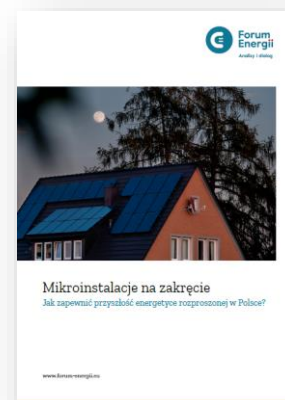 Forum
Energii
Analizy i dialog
Mikroinstalacje na zakręcie
Jak zapewnić przyszłość energetyce rozproszonej w Polsce?
www.forum-energii.eu